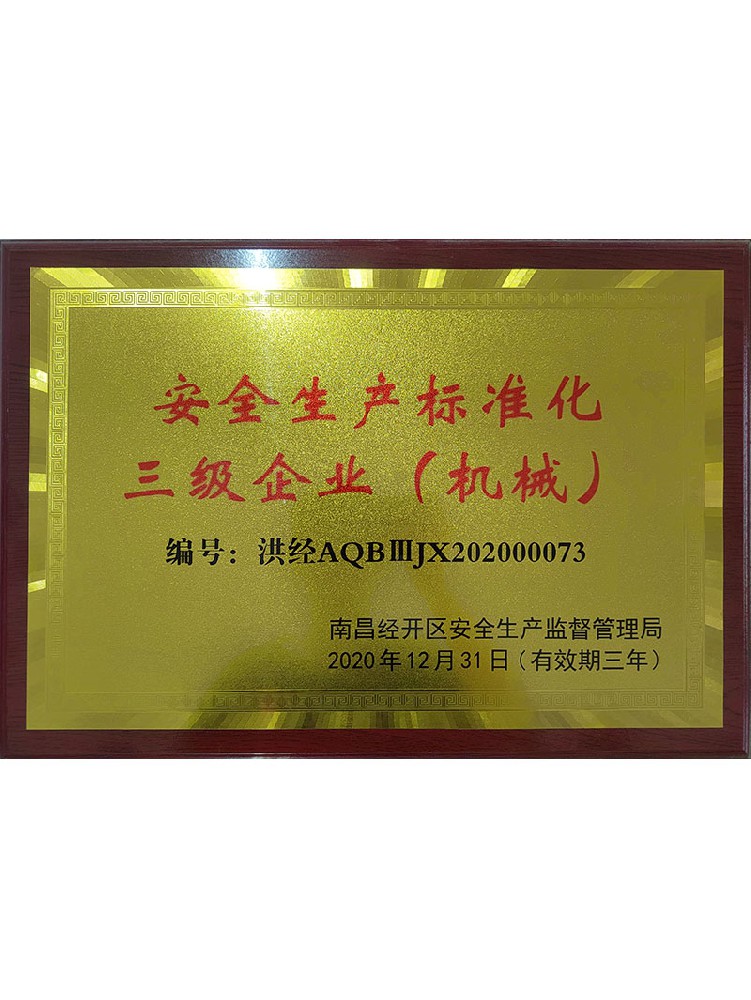 安全生产标准化
三级企业（机械）
编号：洪经AQBⅢJX202000073
南昌经开区安全生产监督管理局
2020年12月31日（有效期三年）